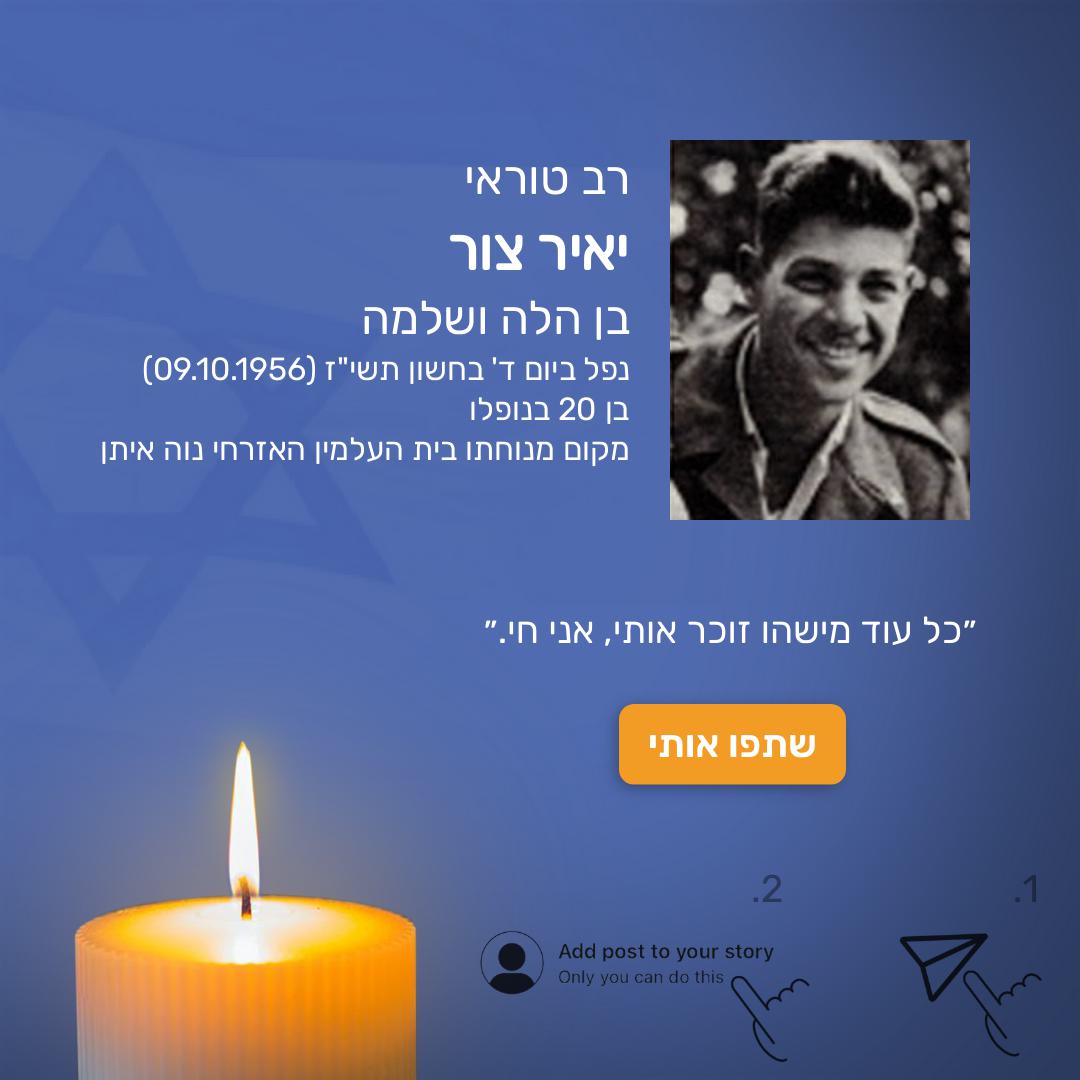 רב טוראי
יאיר צור
בן הלה ושלמה
נפל ביום ד' בחשון תשי"ז (09.10.1956)
בן 20 בנופלו
מקום מנוחתו בית העלמין האזרחי נוה איתן
״כל עוד מישהו זוכר אותי, אני חי.״
שתפו אותי
.1
.2
Add post to your story
Only you can do this